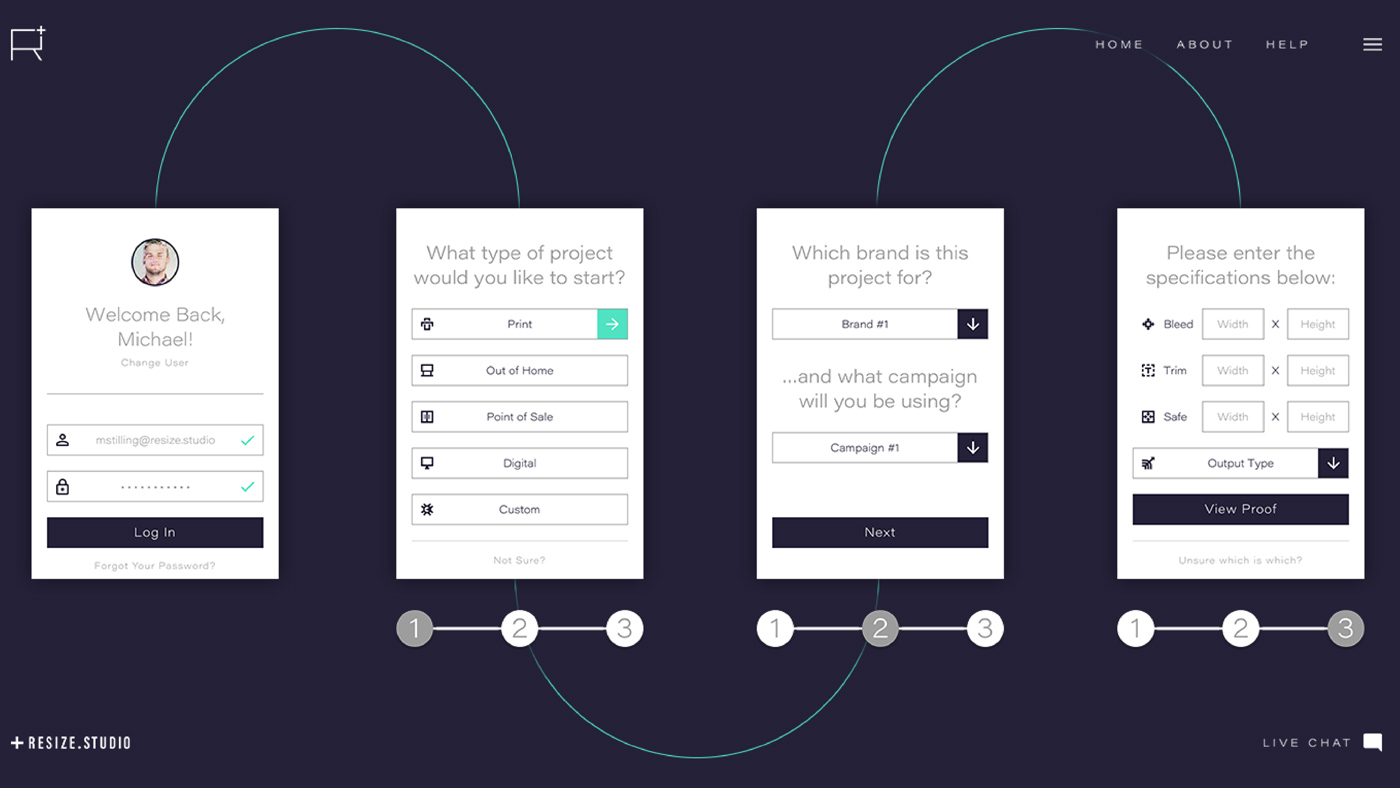 HOME ABOUT HELP
Welcome Back,
Michael!
Change User
mstilling@resize.studio
Log In
Forgot Your Password?
What type of project
would you like to start?
Print
Out of Home
Point of Sale
Digital
Custom
Not Sure?
1 2 3
Which brand is this
project for?
Brand #1
...and what campaign
will you be using?
Campaign #1
Next
1 2 3
Please enter the
specifications below:
Bleed Width X Height
Trim Width X Height
Safe Width X Height
Output Type
View Proof
Unsure which is which?
1 2 3
+RESIZE.STUDIO
LIVE CHAT